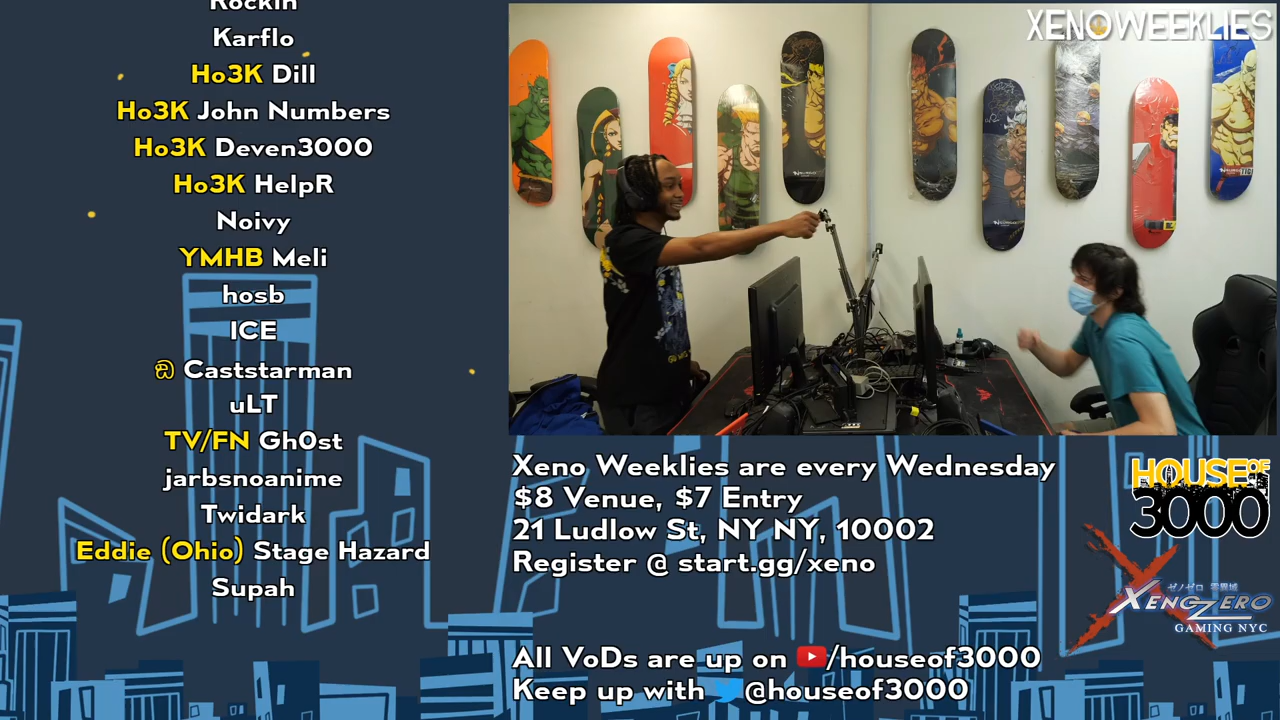 Rockin
Karflo
Ho3K Dill
Ho3K John Numbers
Ho3K Deven3000
Ho3K HelpR
Noivy
YMHB Meli
hosb
ICE
ඞ Caststarman
uLT
TV/FN Gh0st
jarbsnoanime
Twidark
Eddie (Ohio) Stage Hazard
Supah
XENOWEEKLIES
Xeno Weeklies are every Wednesday
$8 Venue, $7 Entry
21 Ludlow St, NY NY, 10002
Register @ start.gg/xeno
All VoDs are up on /houseof3000
Keep up with @houseof3000
HOUSE OF
3000
XENOZERO
GAMING NYC